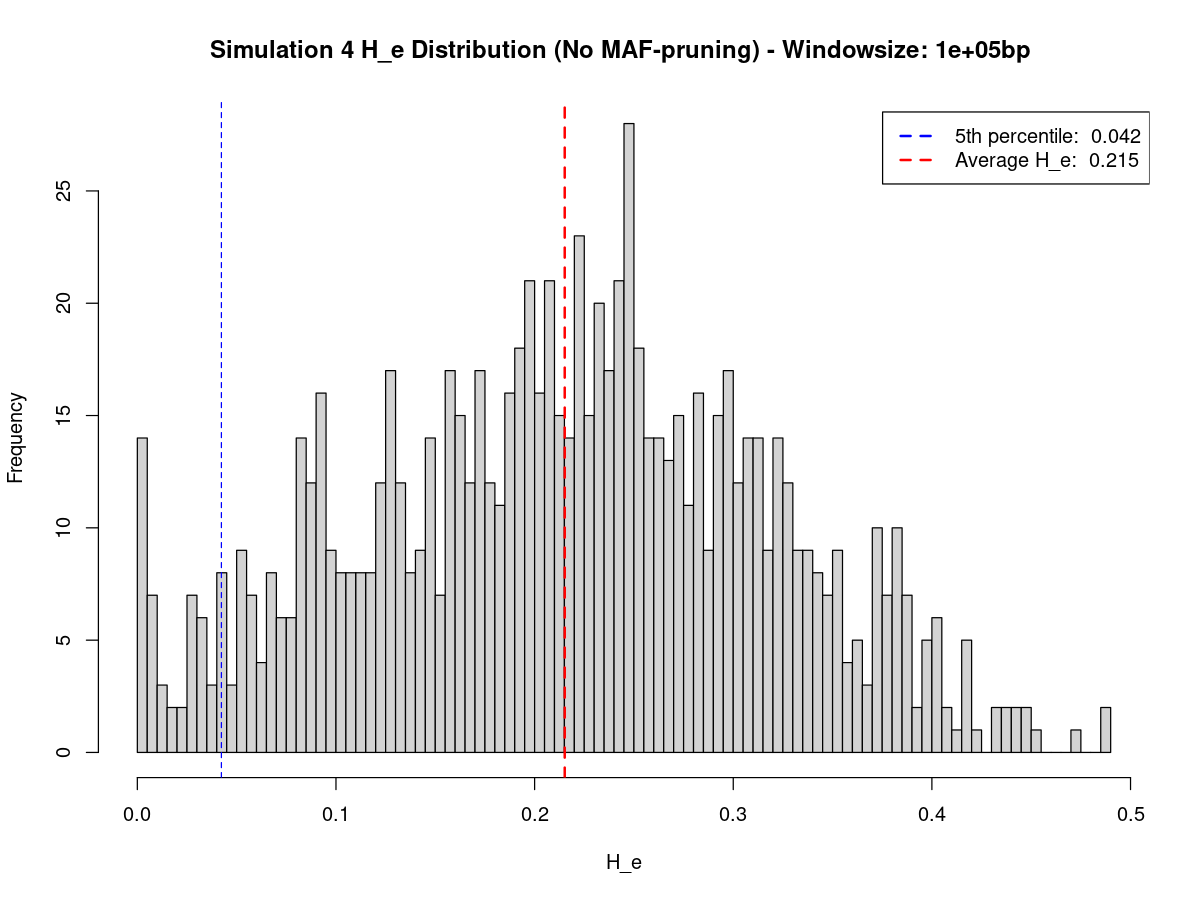 Simulation 4 H_e Distribution (No MAF-pruning) - Windowsize: 1e+05bp
5th percentile: 0.042
Average H_e: 0.215
Frequency
25
20
15
10
5
0
0.0 0.1 0.2 0.3 0.4 0.5
H_e